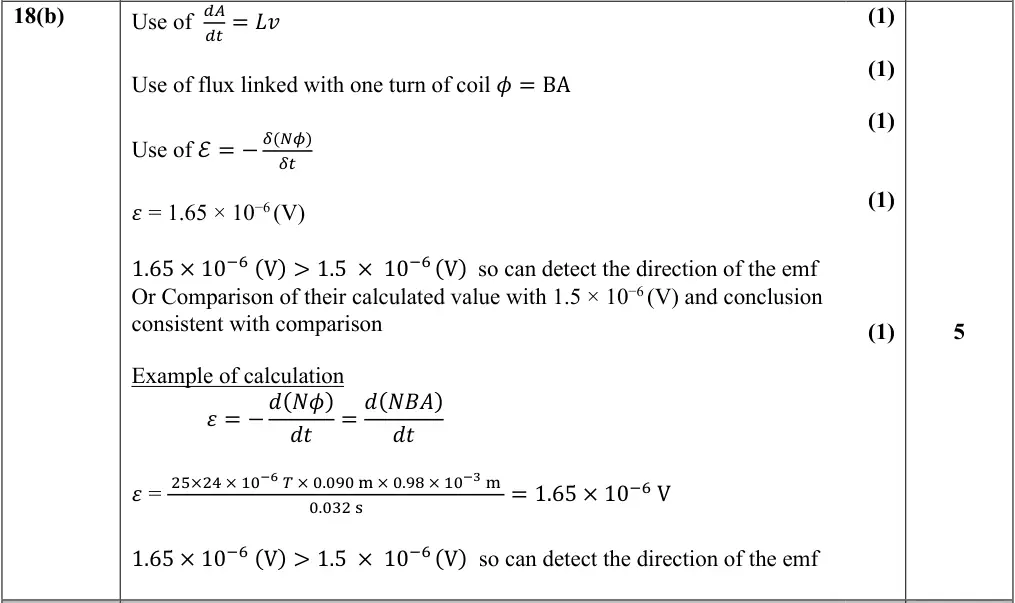 18(b) Use of dA/dt = Lv (1)
Use of flux linked with one turn of coil ϕ = BA (1)
Use of ℰ = −δ(Nϕ)/δt (1)
ε = 1.65 × 10⁻⁶ (V) (1)
1.65 × 10⁻⁶ (V) > 1.5 × 10⁻⁶ (V) so can detect the direction of the emf
Or Comparison of their calculated value with 1.5 × 10⁻⁶ (V) and conclusion
consistent with comparison (1) 5
Example of calculation
ε = −d(Nϕ)/dt = d(NBA)/dt
ε = 25×24 × 10⁻⁶ T × 0.090 m × 0.98 × 10⁻³ m / 0.032 s = 1.65 × 10⁻⁶ V
1.65 × 10⁻⁶ (V) > 1.5 × 10⁻⁶ (V) so can detect the direction of the emf